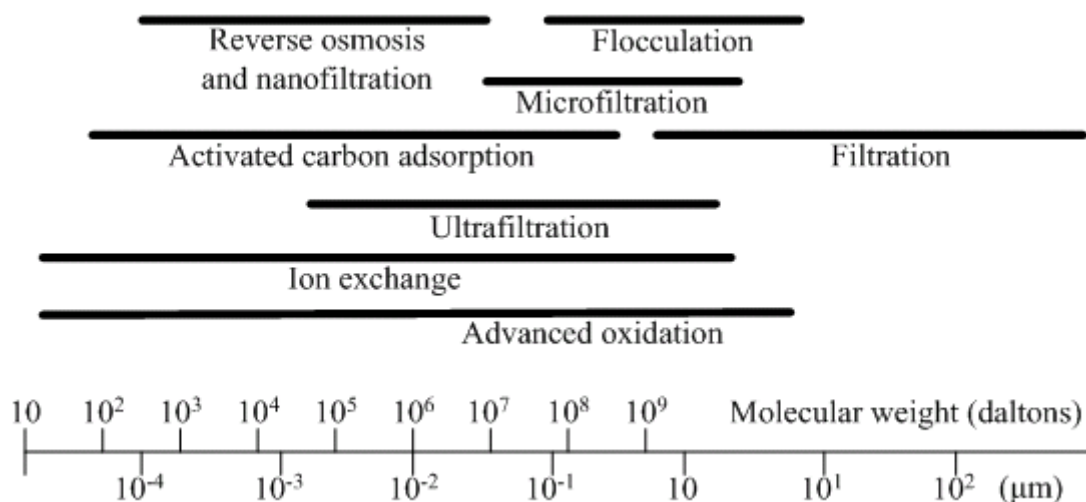 Reverse osmosis
and nanofiltration
Flocculation
Microfiltration
Activated carbon adsorption
Filtration
Ultrafiltration
Ion exchange
Advanced oxidation
10 10² 10³ 10⁴ 10⁵ 10⁶ 10⁷ 10⁸ 10⁹ Molecular weight (daltons)
10⁻⁴ 10⁻³ 10⁻² 10⁻¹ 10 10¹ 10² (μm)